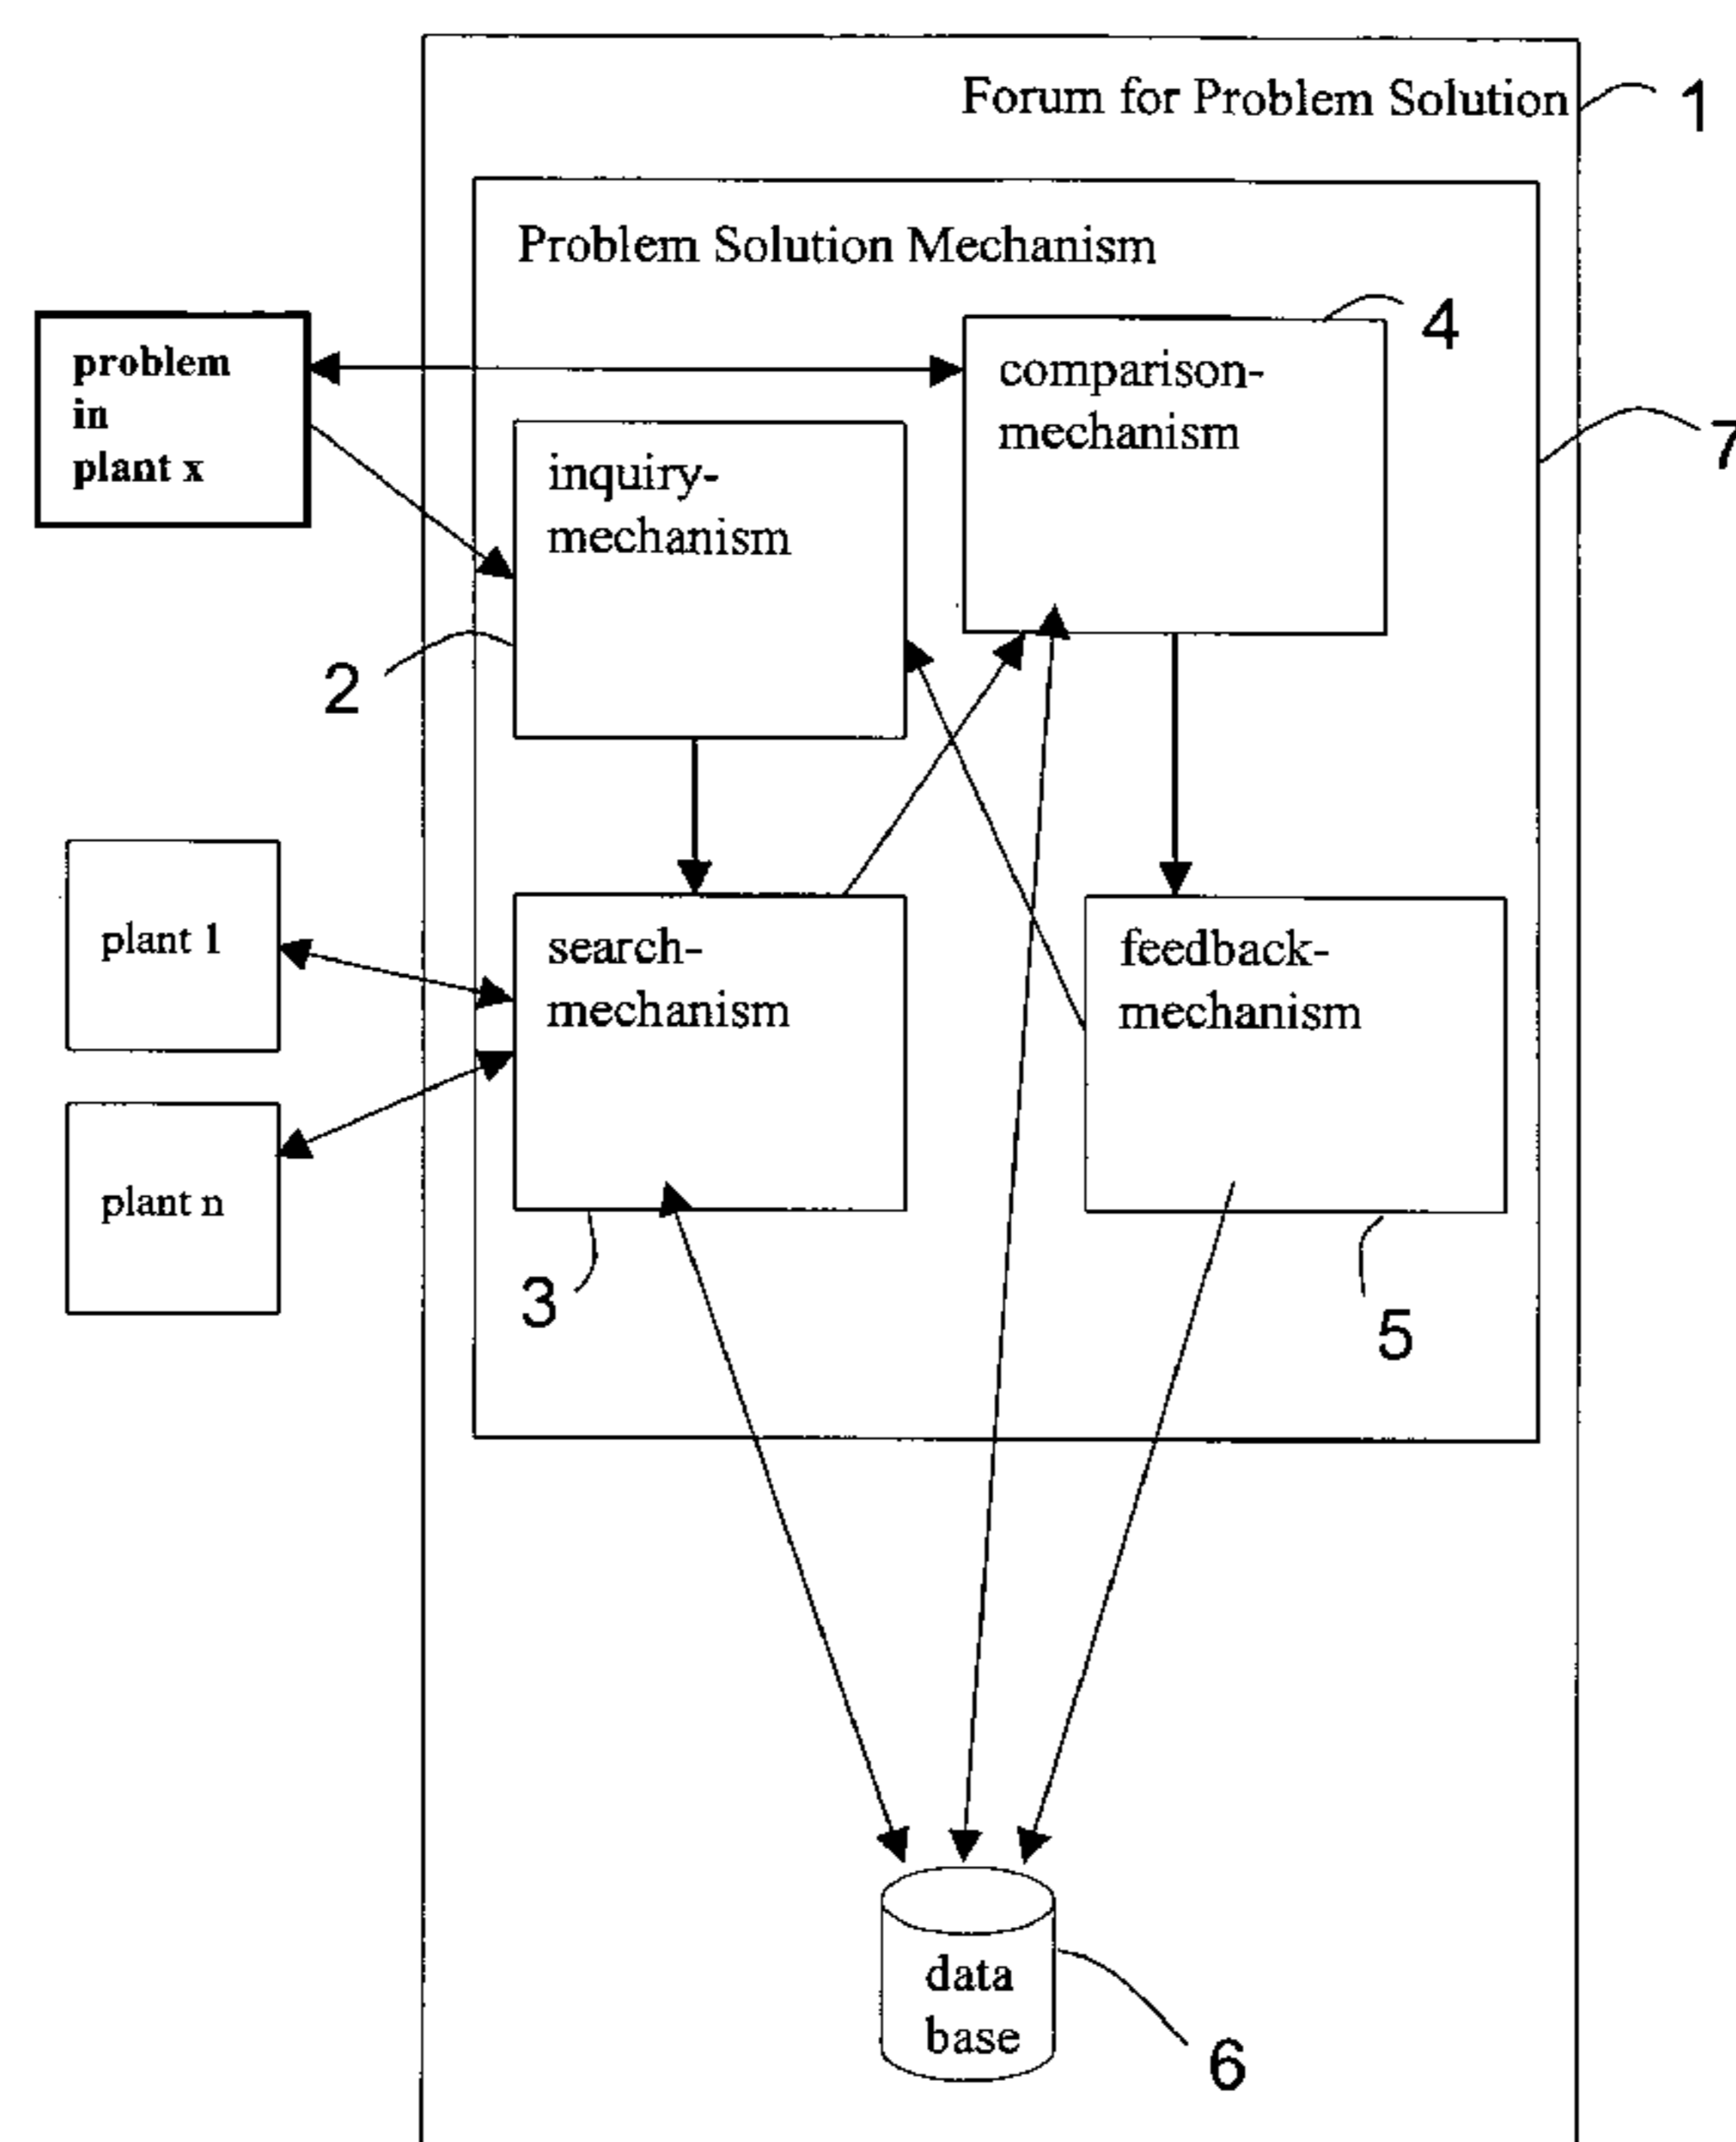 Forum for Problem Solution
1
Problem Solution Mechanism
4
problem
in
plant x
comparison-
mechanism
7
inquiry-
mechanism
2
plant 1
search-
mechanism
feedback-
mechanism
plant n
3
5
data
base
6